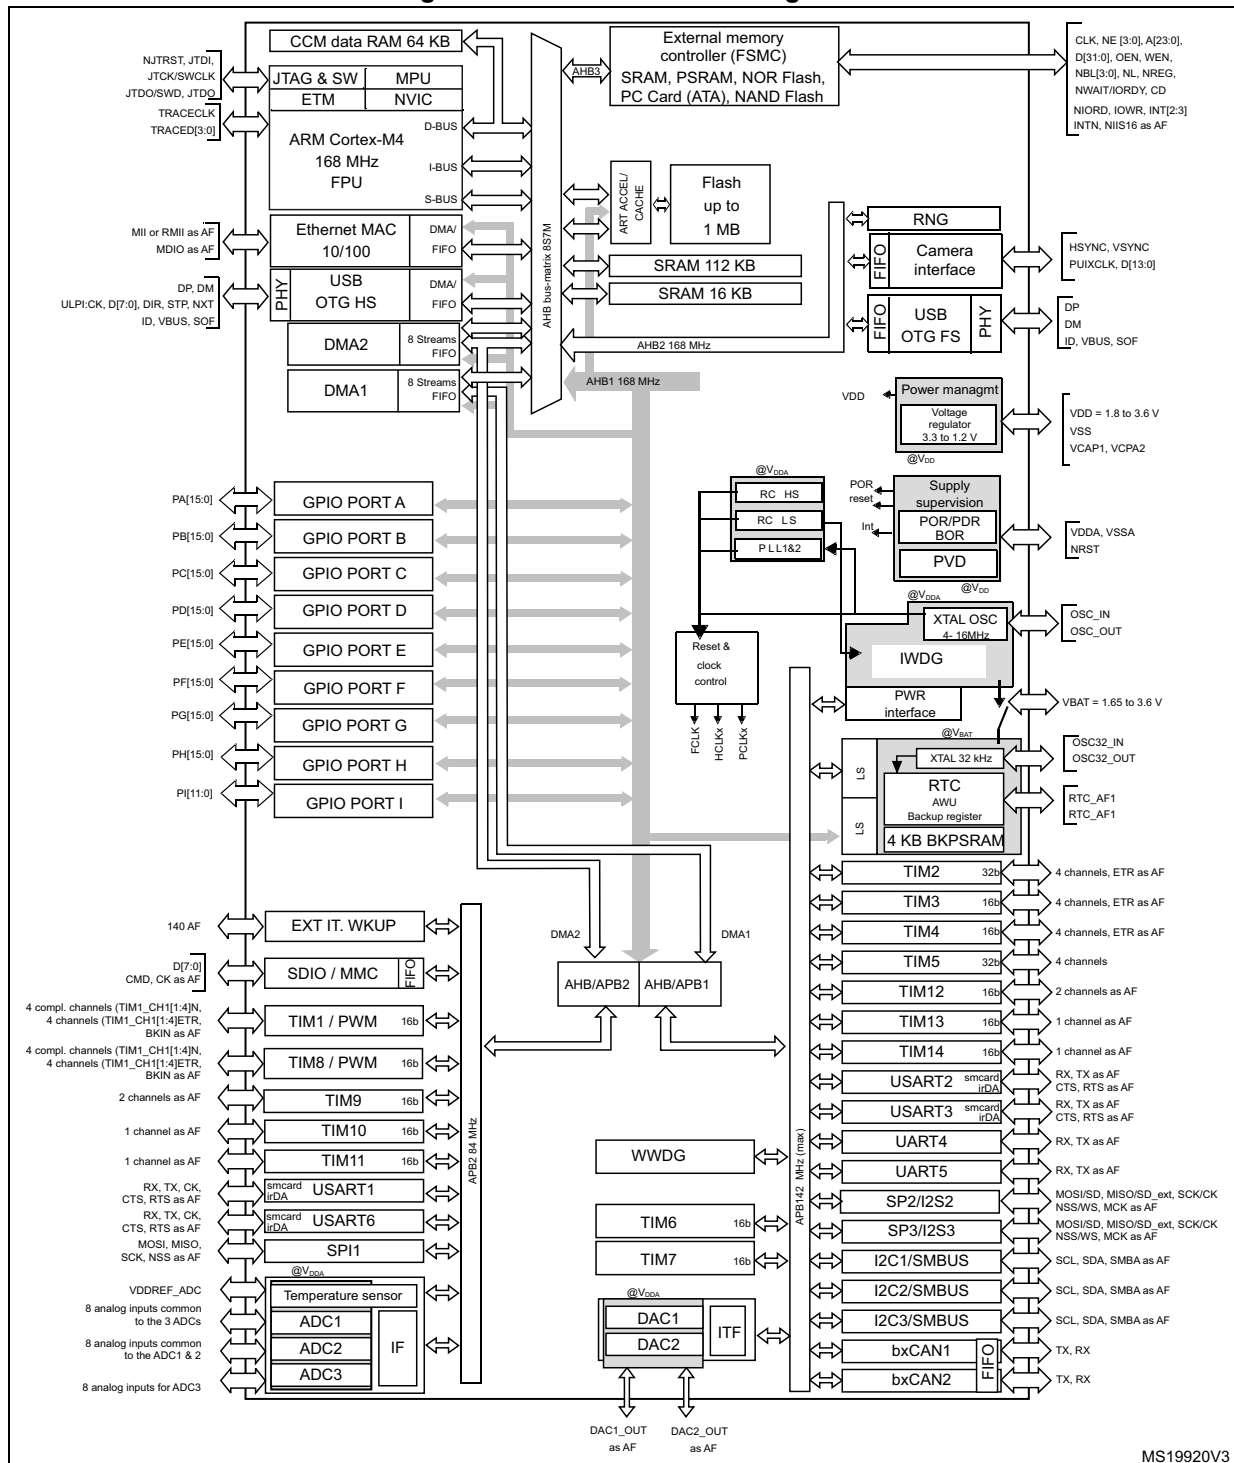 CCM data RAM 64 KB
External memory
controller (FSMC)
SRAM, PSRAM, NOR Flash,
PC Card (ATA), NAND Flash
AHB3
CLK, NE [3:0], A[23:0],
D[31:0], OEN, WEN,
NBL[3:0], NL, NREG,
NWAIT/IORDY, CD
NIORD, IOWR, INT[2:3]
INTN, NIIS16 as AF
NJTRST, JTDI,
JTCK/SWCLK
JTDO/SWD, JTDO
TRACECLK
TRACED[3:0]
JTAG & SW
MPU
ETM
NVIC
ARM Cortex-M4
168 MHz
FPU
D-BUS
I-BUS
S-BUS
AHB bus-matrix 8S7M
ART ACCEL/
CACHE
Flash
up to
1 MB
SRAM 112 KB
SRAM 16 KB
MII or RMII as AF
MDIO as AF
Ethernet MAC
10/100
DMA/
FIFO
DP, DM
ULPI:CK, D[7:0], DIR, STP, NXT
ID, VBUS, SOF
PHY
USB
OTG HS
DMA/
FIFO
DMA2
8 Streams
FIFO
DMA1
8 Streams
FIFO
AHB2 168 MHz
AHB1 168 MHz
RNG
FIFO
Camera
interface
HSYNC, VSYNC
PUIXCLK, D[13:0]
FIFO
USB
OTG FS
PHY
DP
DM
ID, VBUS, SOF
VDD
Power managmt
Voltage
regulator
3.3 to 1.2 V
@VDD
VDD = 1.8 to 3.6 V
VSS
VCAP1, VCPA2
@VDDA
RC HS
RC LS
PLL1&2
POR
reset
Int
Supply
supervision
POR/PDR
BOR
PVD
@VDD
VDDA, VSSA
NRST
@VDDA
XTAL OSC
4- 16MHz
IWDG
OSC_IN
OSC_OUT
PWR
interface
VBAT = 1.65 to 3.6 V
Reset &
clock
control
FCLK
HCLKx
PCLKx
@VBAT
XTAL 32 kHz
RTC
AWU
Backup register
4 KB BKPSRAM
LS
LS
OSC32_IN
OSC32_OUT
RTC_AF1
RTC_AF1
PA[15:0]
GPIO PORT A
PB[15:0]
GPIO PORT B
PC[15:0]
GPIO PORT C
PD[15:0]
GPIO PORT D
PE[15:0]
GPIO PORT E
PF[15:0]
GPIO PORT F
PG[15:0]
GPIO PORT G
PH[15:0]
GPIO PORT H
PI[11:0]
GPIO PORT I
DMA2
DMA1
AHB/APB2
AHB/APB1
140 AF
EXT IT. WKUP
D[7:0]
CMD, CK as AF
SDIO / MMC
FIFO
4 compl. channels (TIM1_CH1[1:4]N,
4 channels (TIM1_CH1[1:4]ETR,
BKIN as AF
TIM1 / PWM 16b
4 compl. channels (TIM1_CH1[1:4]N,
4 channels (TIM1_CH1[1:4]ETR,
BKIN as AF
TIM8 / PWM 16b
2 channels as AF
TIM9 16b
1 channel as AF
TIM10 16b
1 channel as AF
TIM11 16b
RX, TX, CK,
CTS, RTS as AF
smcard
irDA
USART1
RX, TX, CK,
CTS, RTS as AF
smcard
irDA
USART6
MOSI, MISO,
SCK, NSS as AF
SPI1
@VDDA
VDDREF_ADC
Temperature sensor
8 analog inputs common
to the 3 ADCs
ADC1
8 analog inputs common
to the ADC1 & 2
ADC2
8 analog inputs for ADC3
ADC3
IF
APB2 84 MHz
WWDG
TIM6 16b
TIM7 16b
@VDDA
DAC1
DAC2
ITF
DAC1_OUT
as AF
DAC2_OUT
as AF
APB142 MHz (max)
TIM2 32b
4 channels, ETR as AF
TIM3 16b
4 channels, ETR as AF
TIM4 16b
4 channels, ETR as AF
TIM5 32b
4 channels
TIM12 16b
2 channels as AF
TIM13 16b
1 channel as AF
TIM14 16b
1 channel as AF
USART2
smcard
irDA
RX, TX as AF
CTS, RTS as AF
USART3
smcard
irDA
RX, TX as AF
CTS, RTS as AF
UART4
RX, TX as AF
UART5
RX, TX as AF
SP2/I2S2
MOSI/SD, MISO/SD_ext, SCK/CK
NSS/WS, MCK as AF
SP3/I2S3
MOSI/SD, MISO/SD_ext, SCK/CK
NSS/WS, MCK as AF
I2C1/SMBUS
SCL, SDA, SMBA as AF
I2C2/SMBUS
SCL, SDA, SMBA as AF
I2C3/SMBUS
SCL, SDA, SMBA as AF
bxCAN1
TX, RX
bxCAN2
TX, RX
FIFO
MS19920V3